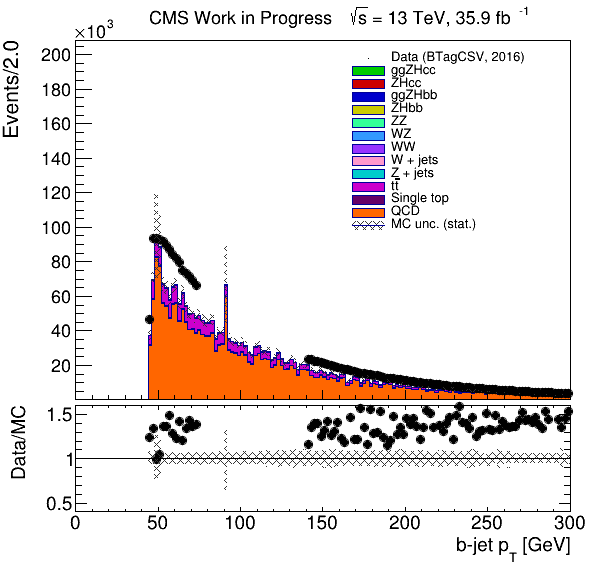 CMS Work in Progress √s = 13 TeV, 35.9 fb⁻¹
×10³
Events/2.0
200
180
160
140
120
100
80
60
40
20
Data (BTagCSV, 2016)
ggZHcc
ZHcc
ggZHbb
ZHbb
ZZ
WZ
WW
W + jets
Z + jets
tt̅
Single top
QCD
MC unc. (stat.)
Data/MC
1.5
1
0.5
0 50 100 150 200 250 300
b-jet p_T [GeV]